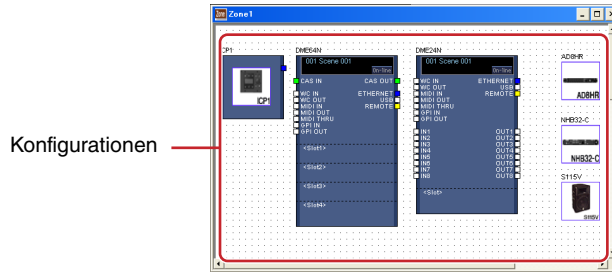 Zone
Zone1
CP1
ICP1
DME64N
001 Scene 001
On-line
CAS IN CAS OUT
WC IN ETHERNET
WC OUT USB
MIDI IN REMOTE
MIDI OUT
MIDI THRU
GPI IN
GPI OUT
<Slot1>
<Slot2>
<Slot3>
<Slot4>
DME24N
001 Scene 001
On-line
WC IN ETHERNET
WC OUT USB
MIDI IN REMOTE
MIDI OUT
MIDI THRU
GPI IN
GPI OUT
IN1 OUT1
IN2 OUT2
IN3 OUT3
IN4 OUT4
IN5 OUT5
IN6 OUT6
IN7 OUT7
IN8 OUT8
<Slot>
AD8HR
AD8HR
NHB32-C
NHB32-C
S115V
S115V
Konfigurationen